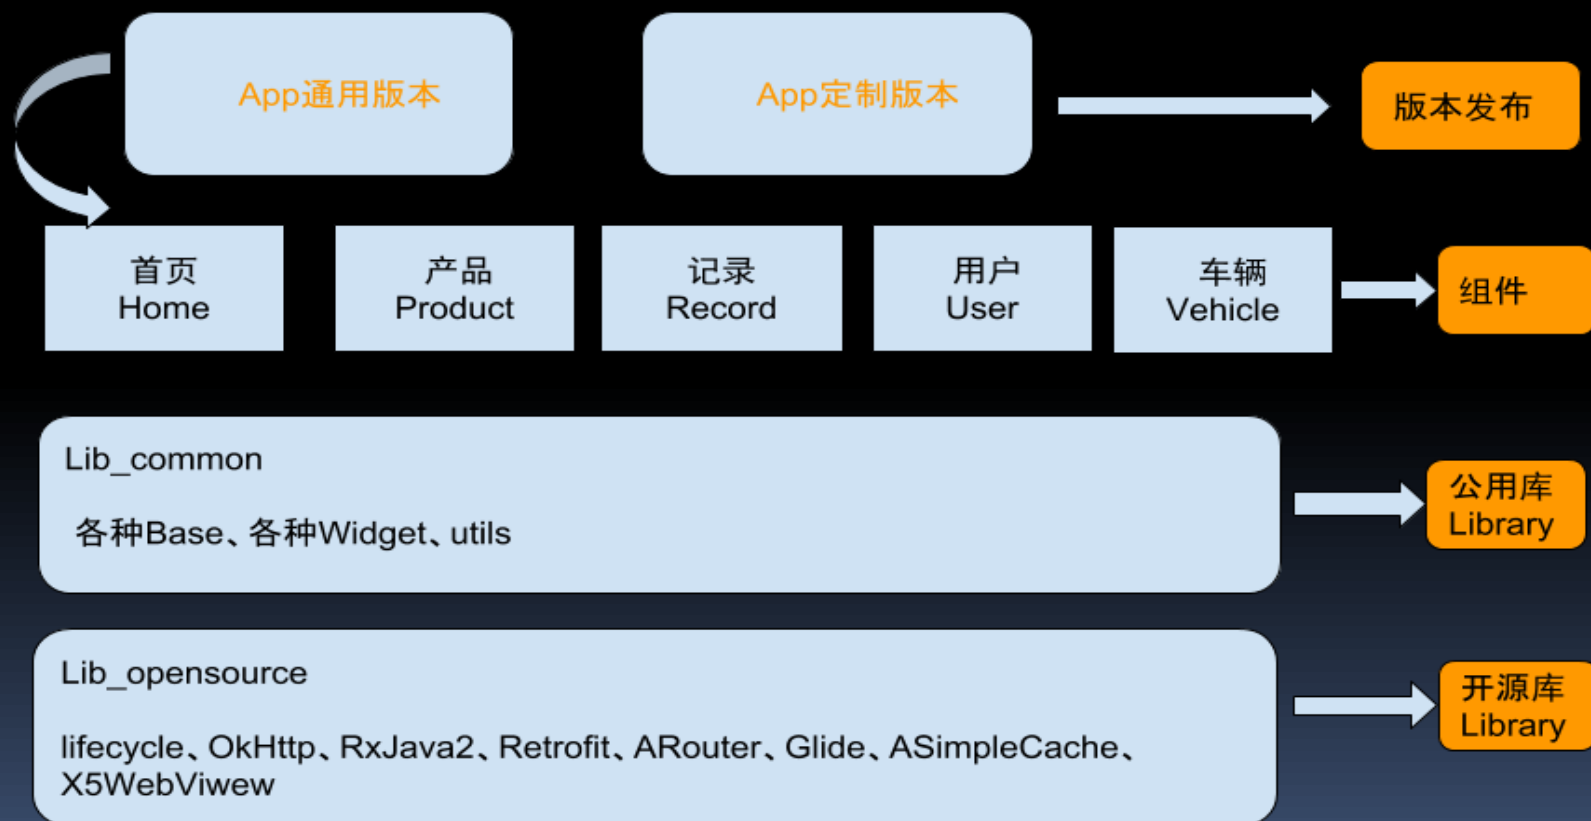 App通用版本
App定制版本
版本发布
首页
Home
产品
Product
记录
Record
用户
User
车辆
Vehicle
组件
Lib_common
各种Base、各种Widget、utils
公用库
Library
Lib_opensource
lifecycle、OkHttp、RxJava2、Retrofit、ARouter、Glide、ASimpleCache、
X5WebViwew
开源库
Library